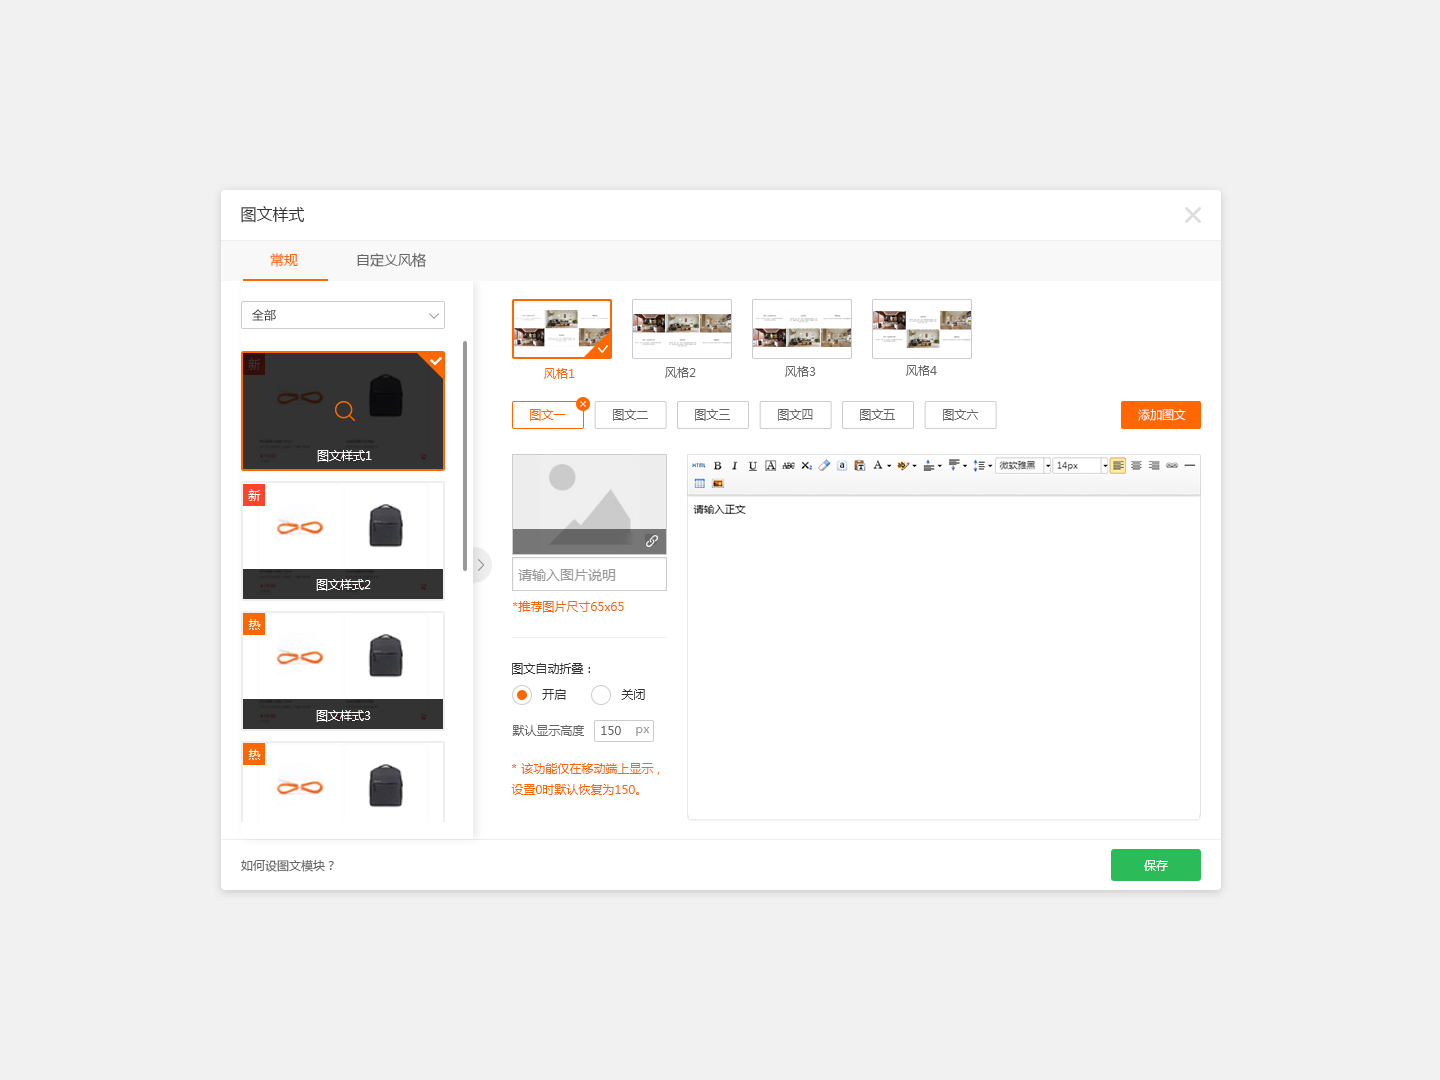 图文样式
常规 自定义风格
全部
新
图文样式1
新
图文样式2
热
图文样式3
热
风格1 风格2 风格3 风格4
图文一 图文二 图文三 图文四 图文五 图文六 添加图文
HTML B I U A ABC X₂ a A 微软雅黑 14px
请输入正文
请输入图片说明
*推荐图片尺寸65x65
图文自动折叠：
开启 关闭
默认显示高度 150 px
* 该功能仅在移动端上显示，
设置0时默认恢复为150。
如何设图文模块？ 保存